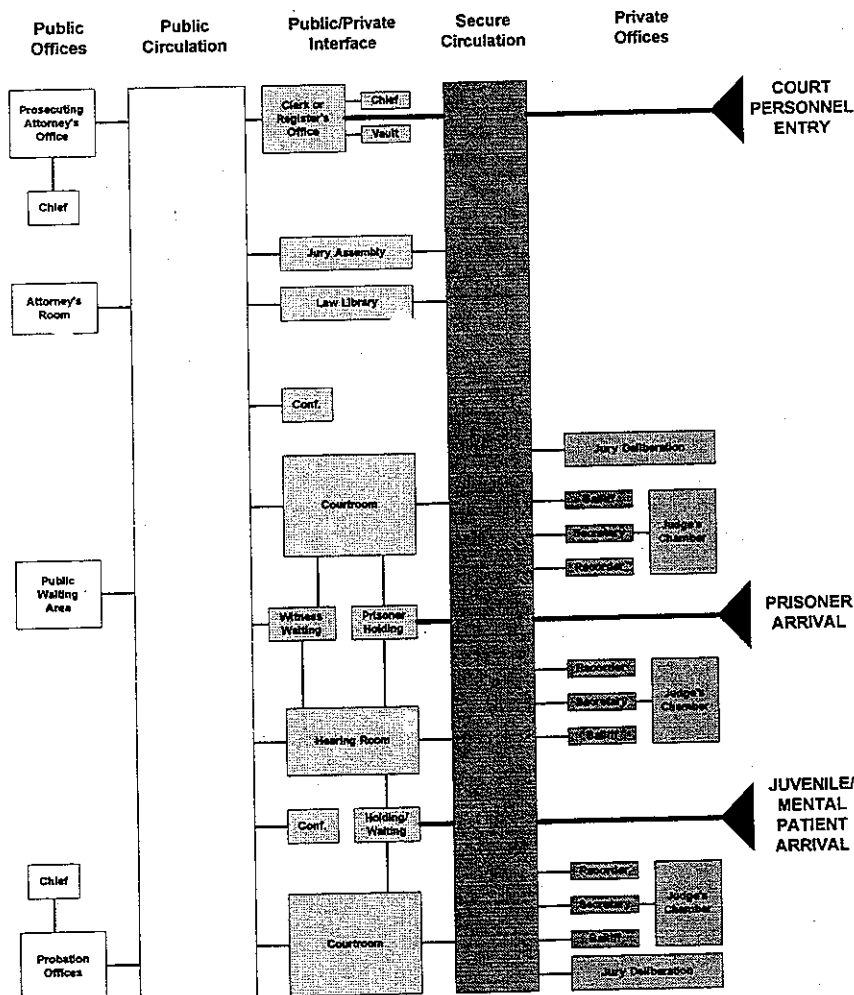 Public
Offices
Public
Circulation
Public/Private
Interface
Secure
Circulation
Private
Offices
Prosecuting
Attorney's
Office
Chief
Clerk or
Register's
Office
Chief
Vault
COURT
PERSONNEL
ENTRY
Jury Assembly
Attorney's
Room
Law Library
Conf.
Jury Deliberation
Courtroom
Bailiff
Secretary
Recorder
Judge's
Chamber
Public
Waiting
Area
Witness
Waiting
Prisoner
Holding
PRISONER
ARRIVAL
Recorder
Secretary
Bailiff
Judge's
Chamber
Hearing Room
Conf.
Holding/
Waiting
JUVENILE/
MENTAL
PATIENT
ARRIVAL
Chief
Probation
Offices
Courtroom
Recorder
Secretary
Bailiff
Judge's
Chamber
Jury Deliberation